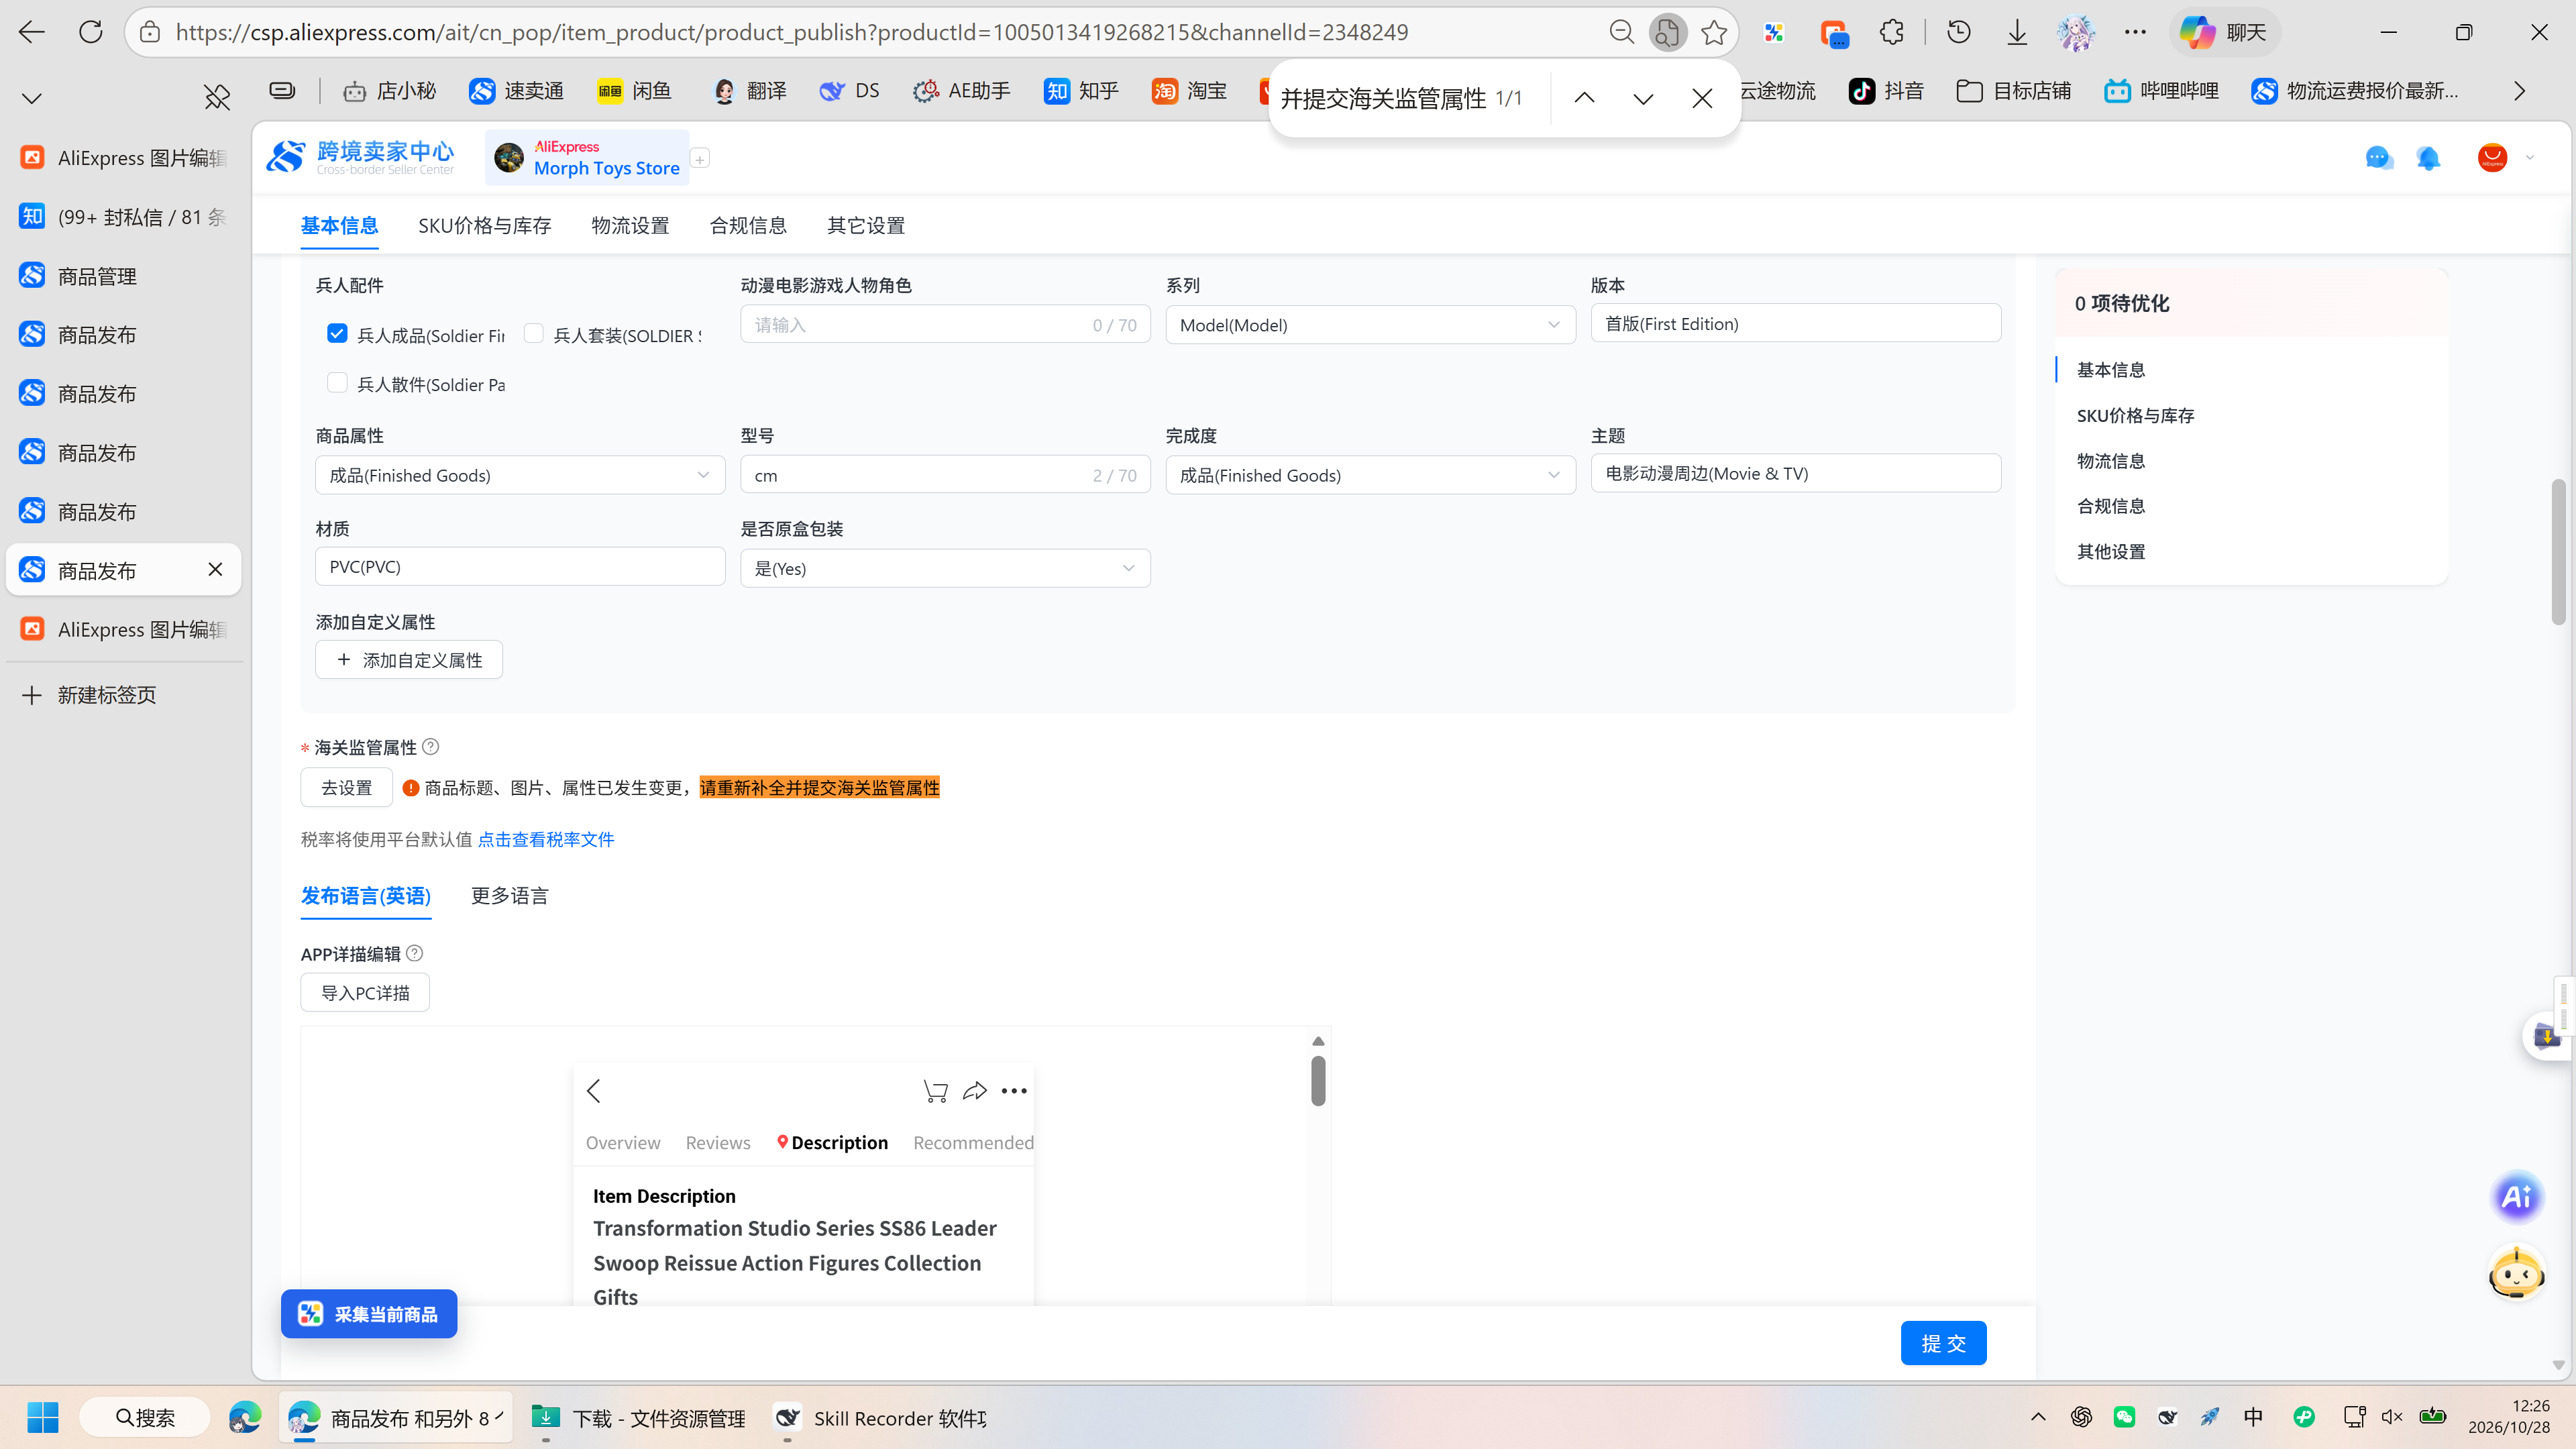 https://csp.aliexpress.com/ait/cn_pop/item_product/product_publish?productId=1005013419268215&channelId=2348249
聊天
店小秘
速卖通
闲鱼
翻译
DS
AE助手
知乎
淘宝
云途物流
抖音
目标店铺
哔哩哔哩
物流运费报价最新...
并提交海关监管属性 1/1
AliExpress 图片编辑
(99+ 封私信 / 81 条
商品管理
商品发布
商品发布
商品发布
商品发布
商品发布
AliExpress 图片编辑
新建标签页
跨境卖家中心
Cross-border Seller Center
AliExpress
Morph Toys Store
基本信息
SKU价格与库存
物流设置
合规信息
其它设置
兵人配件
动漫电影游戏人物角色
系列
版本
兵人成品(Soldier Fir
兵人套装(SOLDIER S
请输入
0 / 70
Model(Model)
首版(First Edition)
兵人散件(Soldier Pa
商品属性
型号
完成度
主题
成品(Finished Goods)
cm
2 / 70
成品(Finished Goods)
电影动漫周边(Movie & TV)
材质
是否原盒包装
PVC(PVC)
是(Yes)
添加自定义属性
+ 添加自定义属性
* 海关监管属性
去设置
商品标题、图片、属性已发生变更，请重新补全并提交海关监管属性
税率将使用平台默认值 点击查看税率文件
发布语言(英语)
更多语言
APP详描编辑
导入PC详描
Overview
Reviews
Description
Recommended
Item Description
Transformation Studio Series SS86 Leader
Swoop Reissue Action Figures Collection
Gifts
采集当前商品
提 交
0 项待优化
基本信息
SKU价格与库存
物流信息
合规信息
其他设置
Ai
搜索
商品发布 和另外 8 个
下载 - 文件资源管理
Skill Recorder 软件功
中
12:26
2026/10/28